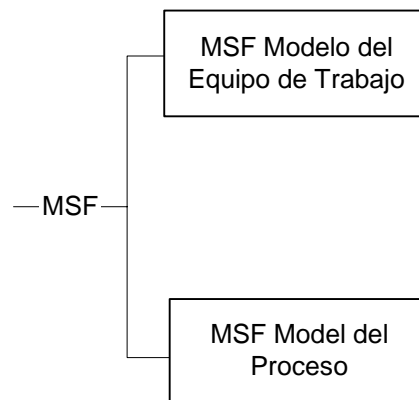 MSF Modelo del
Equipo de Trabajo
MSF
MSF Model del
Proceso